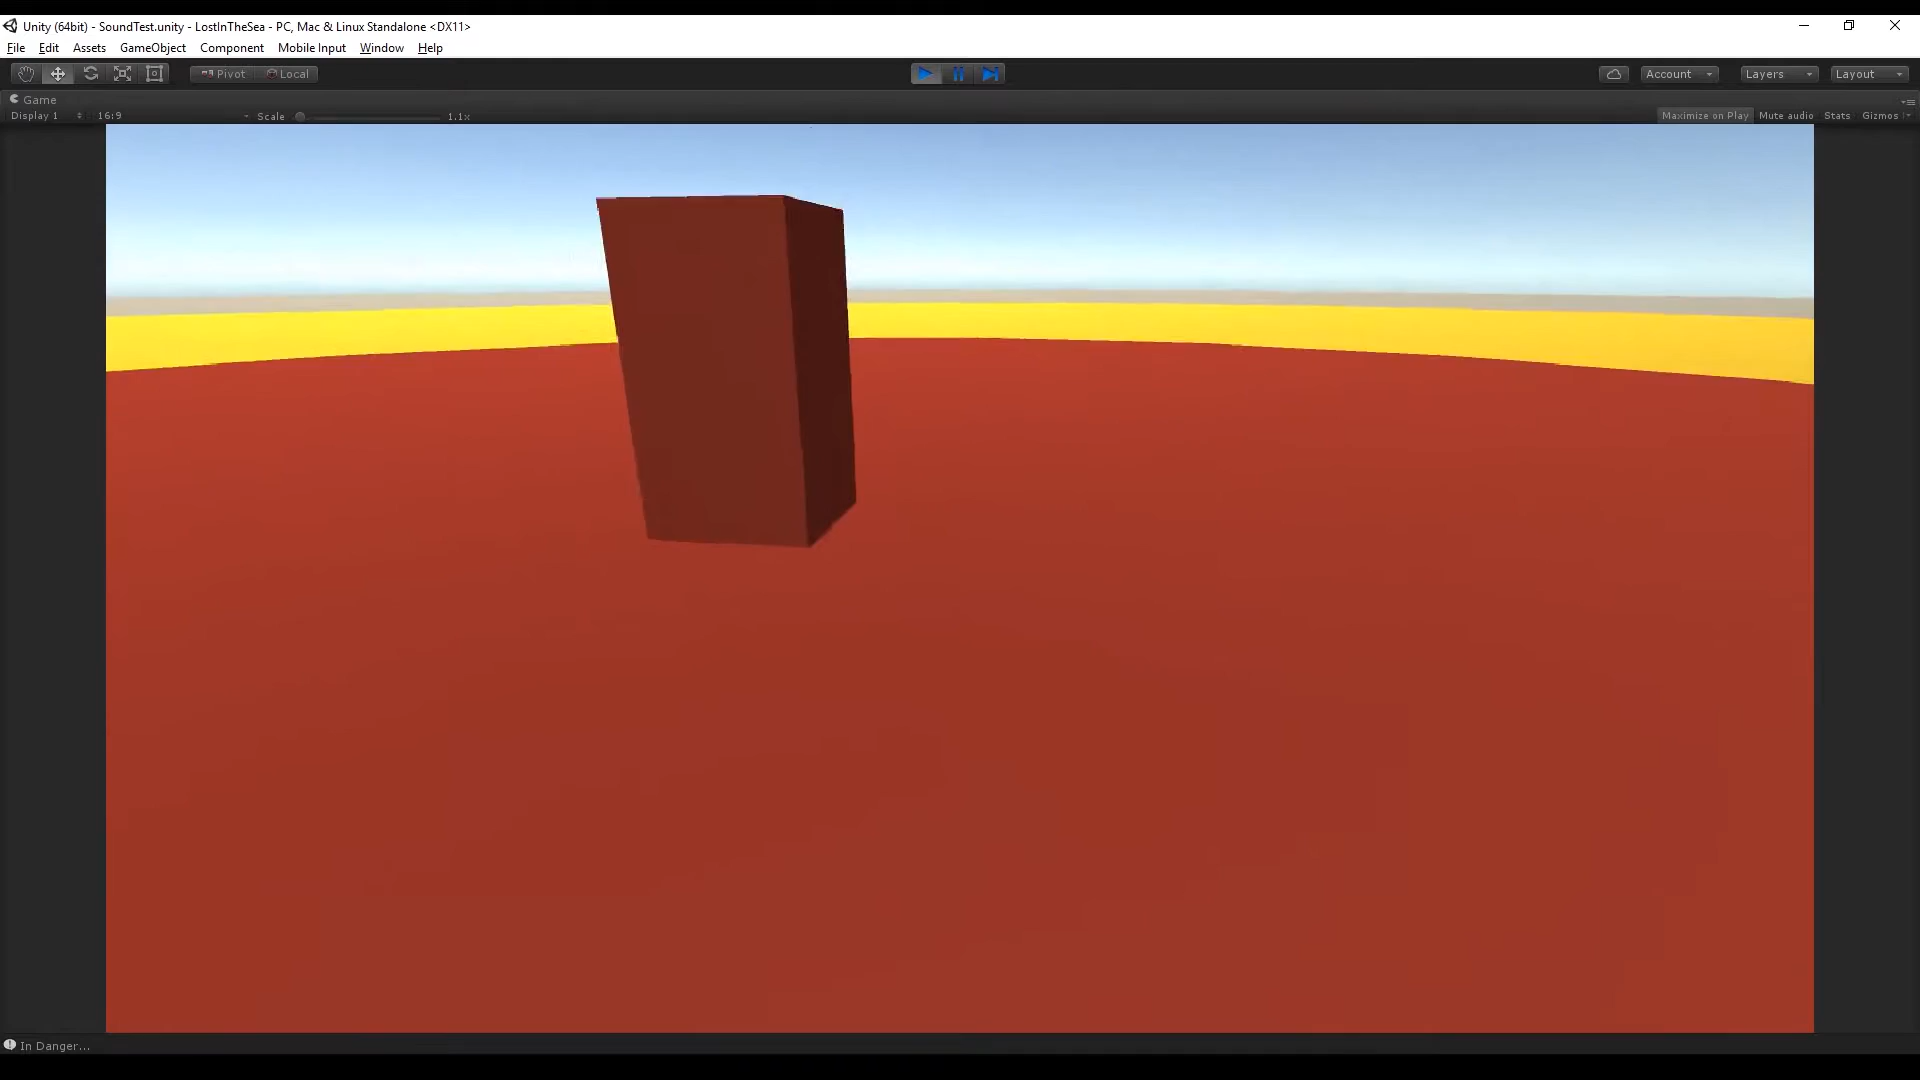 Unity (64bit) - SoundTest.unity - LostInTheSea - PC, Mac & Linux Standalone <DX11>
File Edit Assets GameObject Component Mobile Input Window Help
Pivot Local Account Layers Layout
Game
Display 1 16:9 Scale 1.1x Maximize on Play Mute audio Stats Gizmos
In Danger...